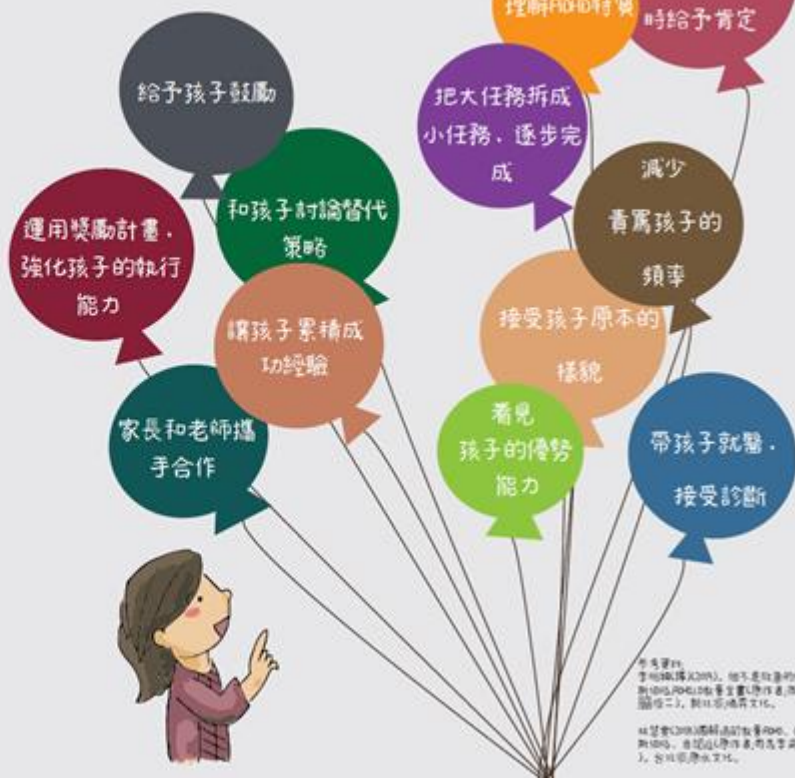 理解ADHD特質
時給予肯定
給予孩子鼓勵
把大任務拆成
小任務，逐步完
成
減少
責罵孩子的
頻率
和孩子討論替代
策略
運用獎勵計畫，
強化孩子的執行
能力
讓孩子累積成
功經驗
接受孩子原本的
樣貌
家長和老師攜
手合作
看見
孩子的優勢
能力
帶孩子就醫，
接受診斷
參考資料: